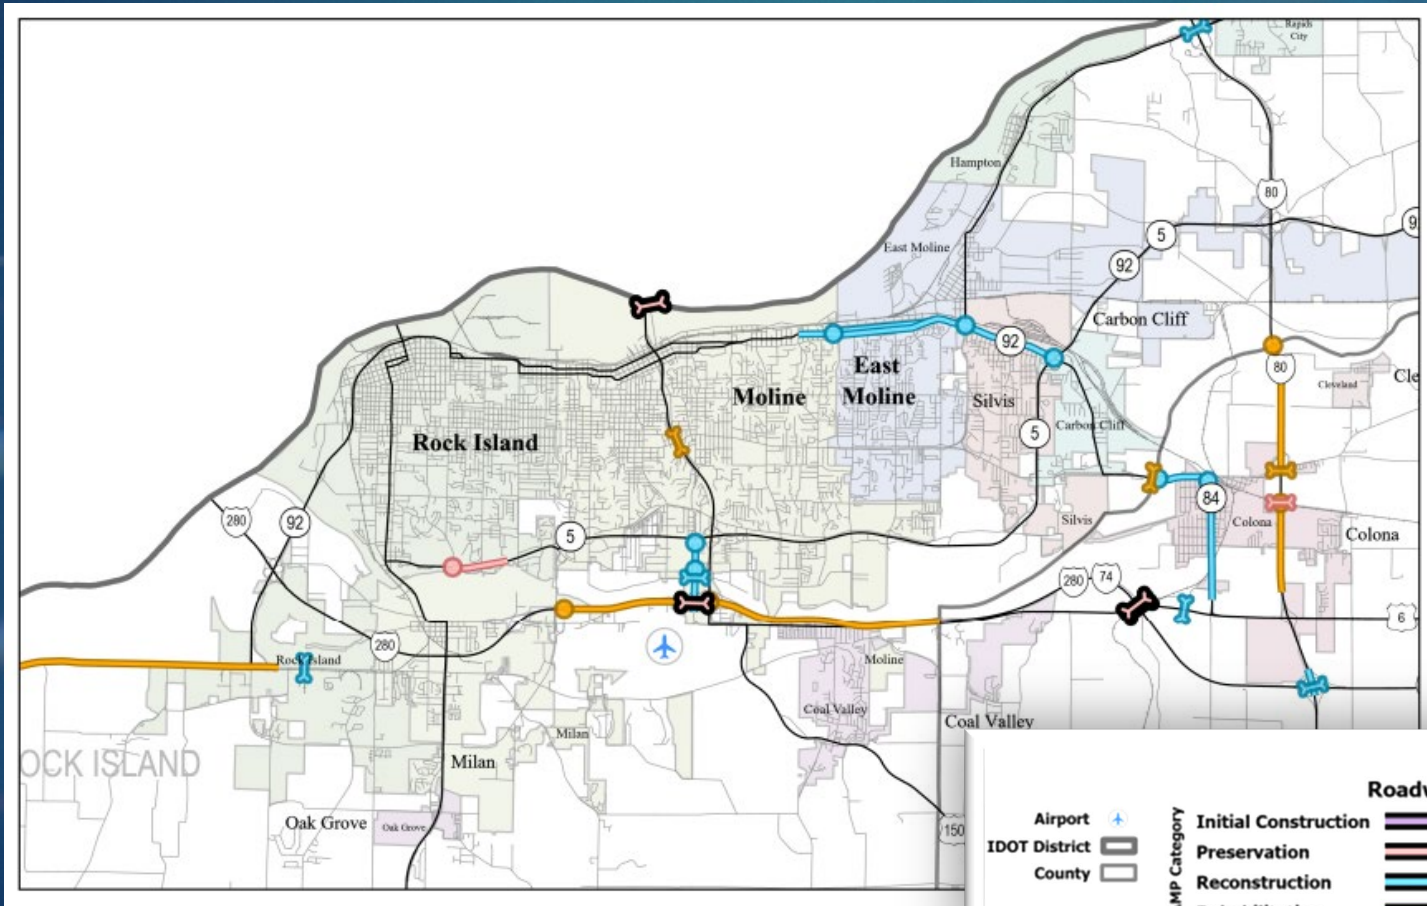 Rapids
City
Hampton
80
East Moline
5
9
92
Carbon Cliff
92
East
Moline
80
Moline
Cleveland
Cle
Silvis
Rock Island
Carbon Cliff
5
84
280
92
Silvis
Colona
Colona
5
280
74
6
280
Rock Island
Moline
Coal Valley
Coal Valley
Milan
OCK ISLAND
Milan
Oak Grove
Oak Grove
150
Roadw
Airport
IDOT District
County
MP Category
Initial Construction
Preservation
Reconstruction